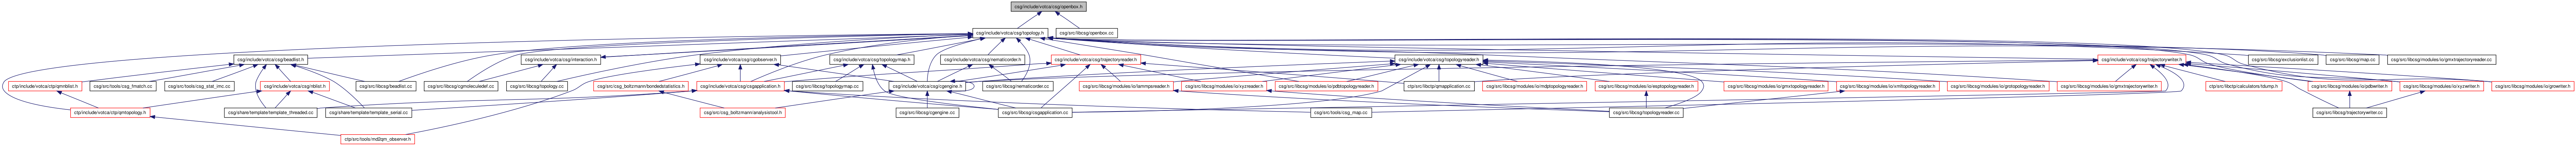 csg/include/votca/csg/openbox.h
csg/include/votca/csg/topology.h
csg/src/libcsg/openbox.cc
csg/include/votca/csg/beadlist.h
csg/include/votca/csg/interaction.h
csg/include/votca/csg/cgobserver.h
csg/include/votca/csg/topologymap.h
csg/include/votca/csg/nematicorder.h
csg/include/votca/csg/trajectoryreader.h
csg/include/votca/csg/topologyreader.h
csg/include/votca/csg/trajectorywriter.h
csg/src/libcsg/exclusionlist.cc
csg/src/libcsg/map.cc
csg/src/libcsg/modules/io/gmxtrajectoryreader.cc
ctp/include/votca/ctp/qmnblist.h
csg/src/tools/csg_fmatch.cc
csg/src/tools/csg_stat_imc.cc
csg/include/votca/csg/nblist.h
csg/src/libcsg/beadlist.cc
csg/src/libcsg/cgmoleculedef.cc
csg/src/libcsg/topology.cc
csg/src/csg_boltzmann/bondedstatistics.h
csg/include/votca/csg/csgapplication.h
csg/src/libcsg/topologymap.cc
csg/include/votca/csg/cgengine.h
csg/src/libcsg/nematicorder.cc
csg/src/libcsg/modules/io/lammpsreader.h
csg/src/libcsg/modules/io/xyzreader.h
csg/src/libcsg/modules/io/pdbtopologyreader.h
ctp/src/libctp/qmapplication.cc
csg/src/libcsg/modules/io/mdptopologyreader.h
csg/src/libcsg/modules/io/esptopologyreader.h
csg/src/libcsg/modules/io/gmxtopologyreader.h
csg/src/libcsg/modules/io/xmltopologyreader.h
csg/src/libcsg/modules/io/grotopologyreader.h
csg/src/libcsg/modules/io/gmxtrajectorywriter.h
ctp/src/libctp/calculators/tdump.h
csg/src/libcsg/modules/io/pdbwriter.h
csg/src/libcsg/modules/io/xyzwriter.h
csg/src/libcsg/modules/io/growriter.h
ctp/include/votca/ctp/qmtopology.h
csg/share/template/template_threaded.cc
csg/share/template/template_serial.cc
csg/src/csg_boltzmann/analysistool.h
csg/src/libcsg/cgengine.cc
csg/src/libcsg/csgapplication.cc
csg/src/tools/csg_map.cc
csg/src/libcsg/topologyreader.cc
csg/src/libcsg/trajectorywriter.cc
ctp/src/tools/md2qm_observer.h